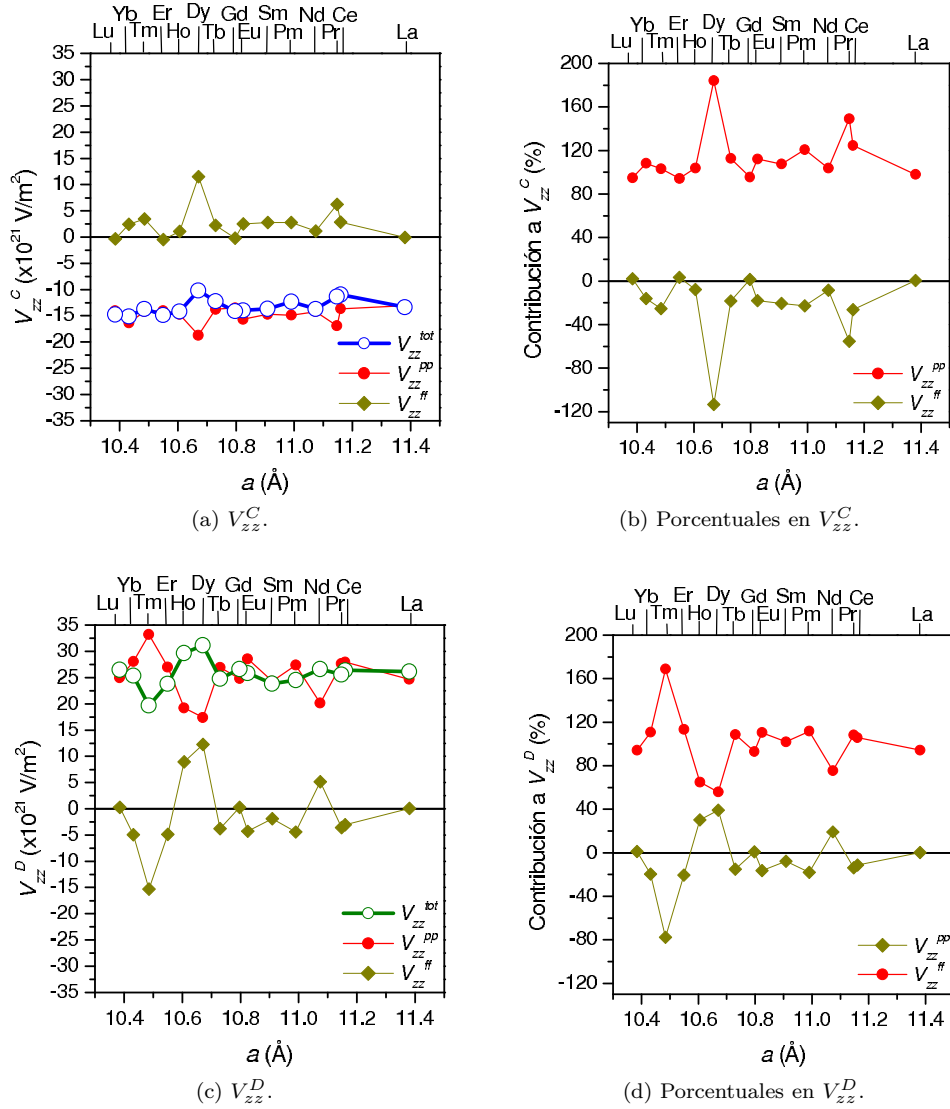 Lu Yb Tm Er Ho Dy Tb Gd Eu Sm Pm Nd Pr Ce La
35
30
25
20
15
10
5
0
-5
-10
-15
-20
-25
-30
-35
V_zz^C (x10^21 V/m^2)
V_zz^tot
V_zz^pp
V_zz^ff
10.4 10.6 10.8 11.0 11.2 11.4
a (Å)
(a) V_zz^C.
Lu Yb Tm Er Ho Dy Tb Gd Eu Sm Pm Nd Pr Ce La
200
160
120
80
40
0
-40
-80
-120
Contribución a V_zz^C (%)
V_zz^pp
V_zz^ff
10.4 10.6 10.8 11.0 11.2 11.4
a (Å)
(b) Porcentuales en V_zz^C.
Lu Yb Tm Er Ho Dy Tb Gd Eu Sm Pm Nd Pr Ce La
35
30
25
20
15
10
5
0
-5
-10
-15
-20
-25
-30
-35
V_zz^D (x10^21 V/m^2)
V_zz^tot
V_zz^pp
V_zz^ff
10.4 10.6 10.8 11.0 11.2 11.4
a (Å)
(c) V_zz^D.
Lu Yb Tm Er Ho Dy Tb Gd Eu Sm Pm Nd Pr Ce La
200
160
120
80
40
0
-40
-80
-120
Contribución a V_zz^D (%)
V_zz^pp
V_zz^ff
10.4 10.6 10.8 11.0 11.2 11.4
a (Å)
(d) Porcentuales en V_zz^D.